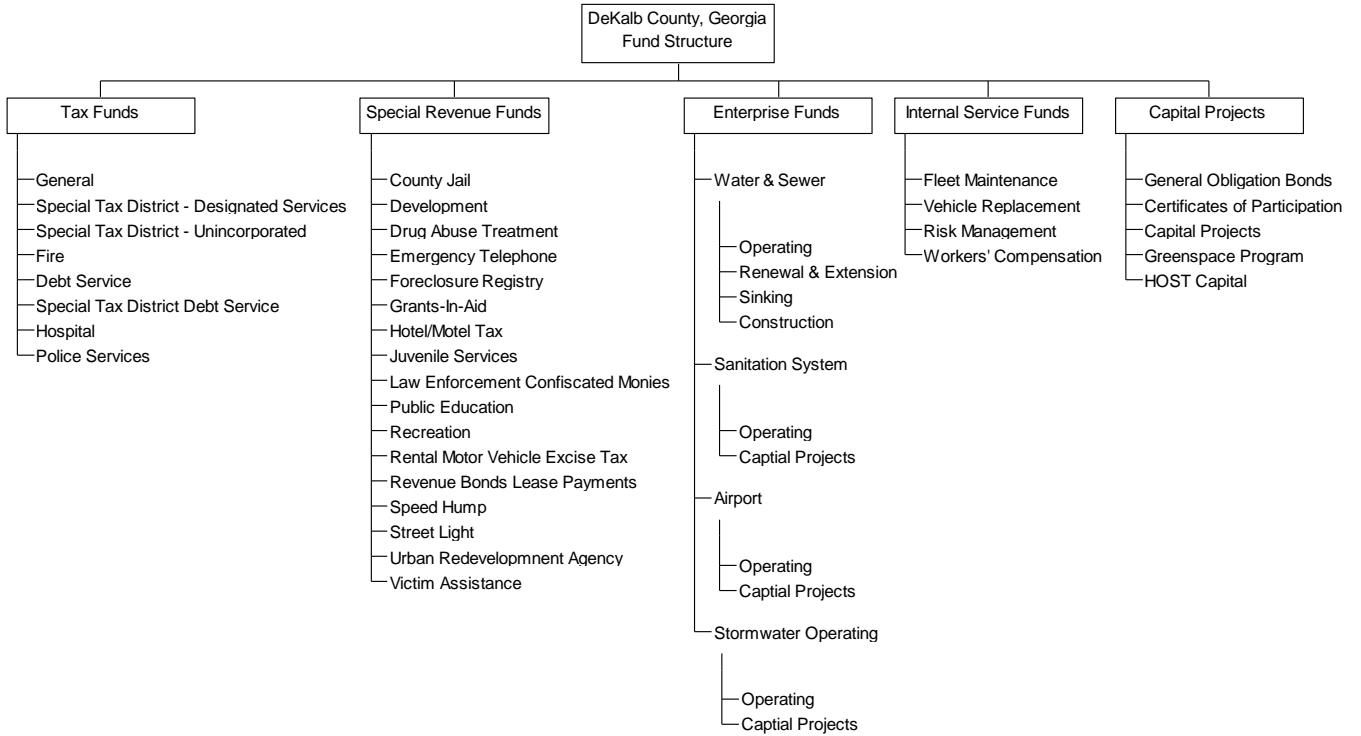 DeKalb County, Georgia
Fund Structure
Tax Funds
General
Special Tax District - Designated Services
Special Tax District - Unincorporated
Fire
Debt Service
Special Tax District Debt Service
Hospital
Police Services
Special Revenue Funds
County Jail
Development
Drug Abuse Treatment
Emergency Telephone
Foreclosure Registry
Grants-In-Aid
Hotel/Motel Tax
Juvenile Services
Law Enforcement Confiscated Monies
Public Education
Recreation
Rental Motor Vehicle Excise Tax
Revenue Bonds Lease Payments
Speed Hump
Street Light
Urban Redevelopmnent Agency
Victim Assistance
Enterprise Funds
Water & Sewer
Operating
Renewal & Extension
Sinking
Construction
Sanitation System
Operating
Captial Projects
Airport
Operating
Captial Projects
Stormwater Operating
Operating
Captial Projects
Internal Service Funds
Fleet Maintenance
Vehicle Replacement
Risk Management
Workers' Compensation
Capital Projects
General Obligation Bonds
Certificates of Participation
Capital Projects
Greenspace Program
HOST Capital